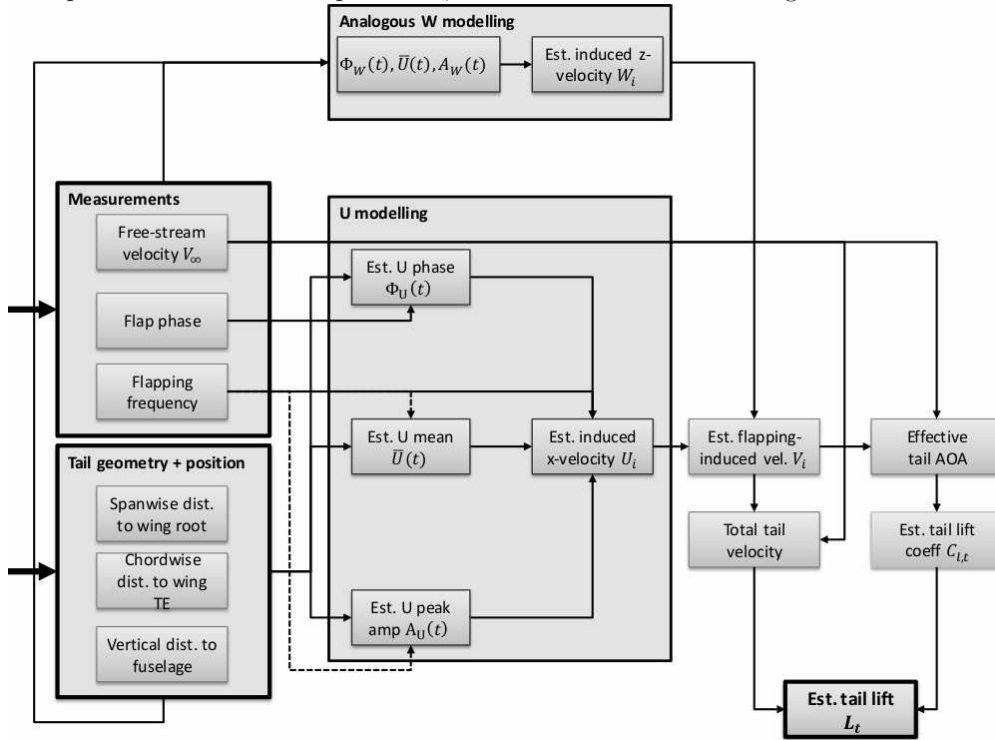 Analogous W modelling
Φ_W(t), U̅(t), A_W(t)
Est. induced z-
velocity W_i
Measurements
Free-stream
velocity V_∞
Flap phase
Flapping
frequency
U modelling
Est. U phase
Φ_U(t)
Est. U mean
U̅(t)
Est. induced
x-velocity U_i
Est. U peak
amp A_U(t)
Est. flapping-
induced vel. V_i
Effective
tail AOA
Total tail
velocity
Est. tail lift
coeff C_{l,t}
Tail geometry + position
Spanwise dist.
to wing root
Chordwise
dist. to wing
TE
Vertical dist. to
fuselage
Est. tail lift
L_t